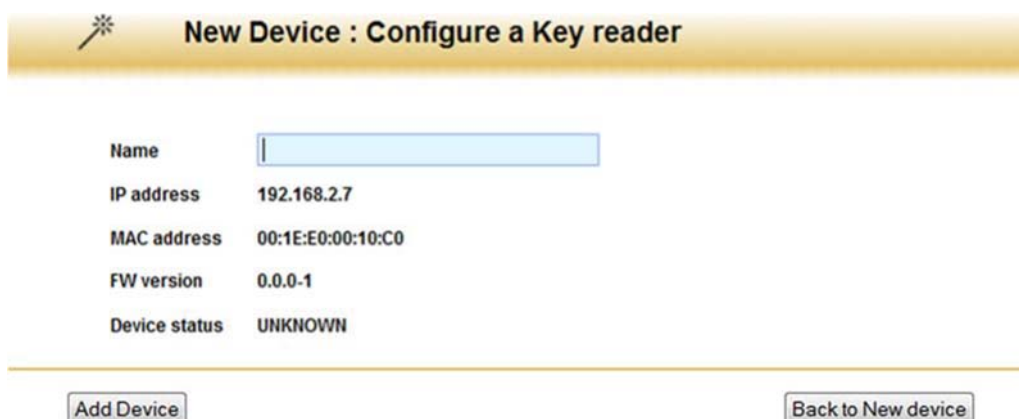 New Device : Configure a Key reader
Name
IP address 192.168.2.7
MAC address 00:1E:E0:00:10:C0
FW version 0.0.0-1
Device status UNKNOWN
Add Device Back to New device